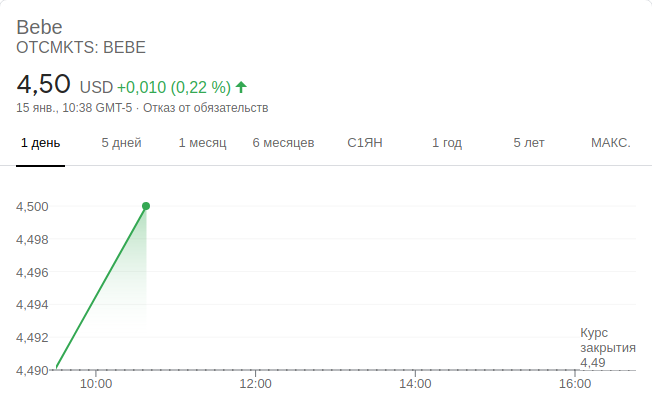 Bebe
OTCMKTS: BEBE
4,50 USD +0,010 (0,22 %)
15 янв., 10:38 GMT-5 · Отказ от обязательств
1 день 5 дней 1 месяц 6 месяцев С1ЯН 1 год 5 лет МАКС.
4,500
4,498
4,496
4,494
4,492
4,490
Курс
закрытия
4,49
10:00 12:00 14:00 16:00